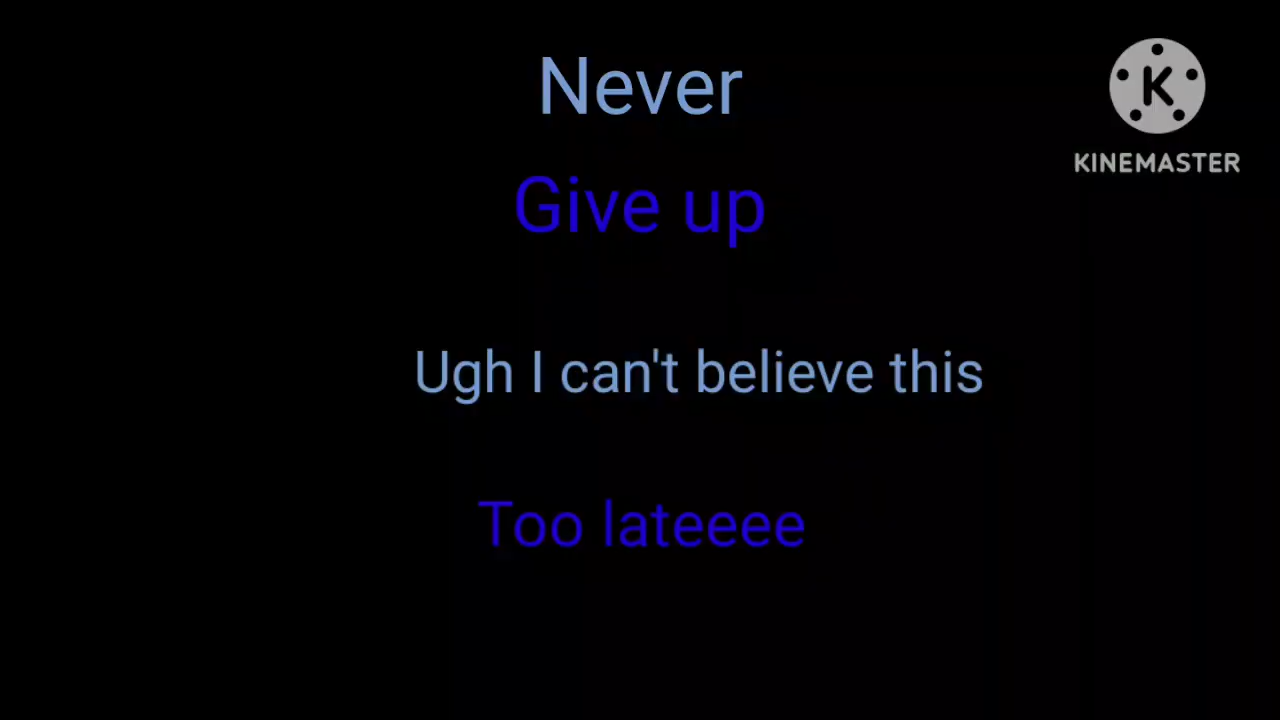 Never
K
KINEMASTER
Give up
Ugh I can't believe this
Too lateeee